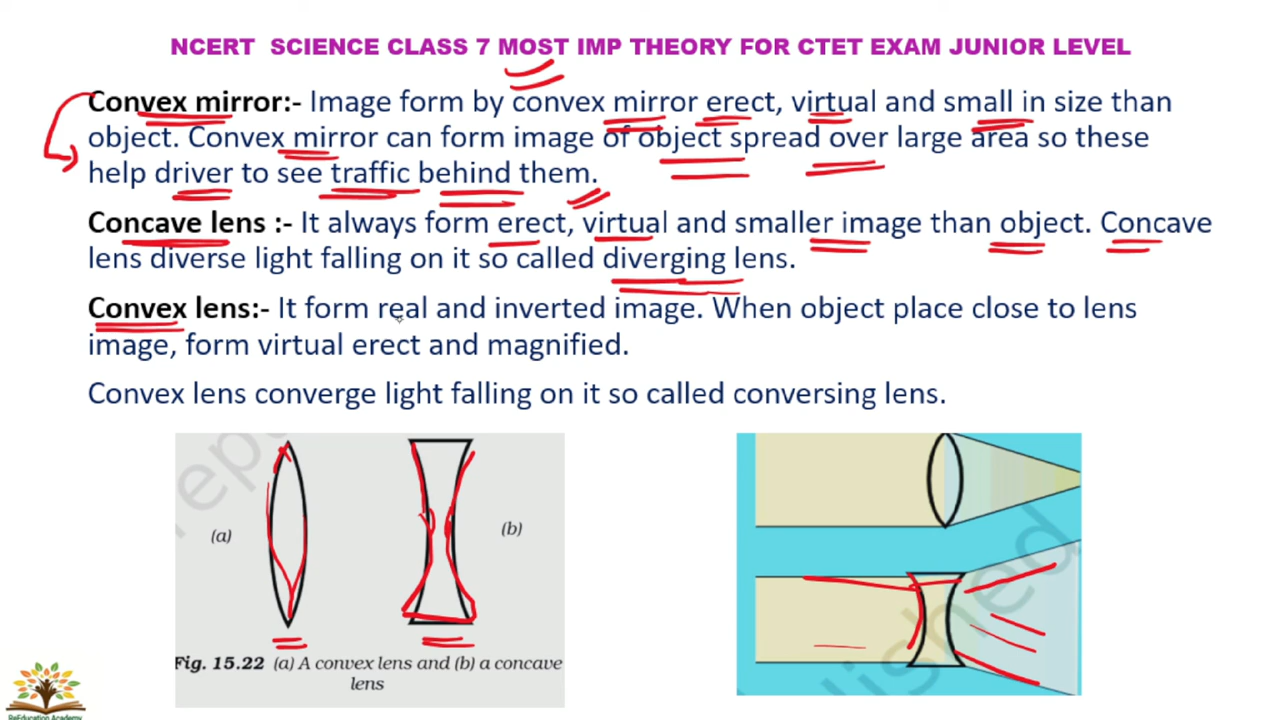 NCERT SCIENCE CLASS 7 MOST IMP THEORY FOR CTET EXAM JUNIOR LEVEL
Convex mirror:- Image form by convex mirror erect, virtual and small in size than
object. Convex mirror can form image of object spread over large area so these
help driver to see traffic behind them.
Concave lens :- It always form erect, virtual and smaller image than object. Concave
lens diverse light falling on it so called diverging lens.
Convex lens:- It form real and inverted image. When object place close to lens
image, form virtual erect and magnified.
Convex lens converge light falling on it so called conversing lens.
(a)
(b)
Fig. 15.22 (a) A convex lens and (b) a concave
lens
ReEducation Academy